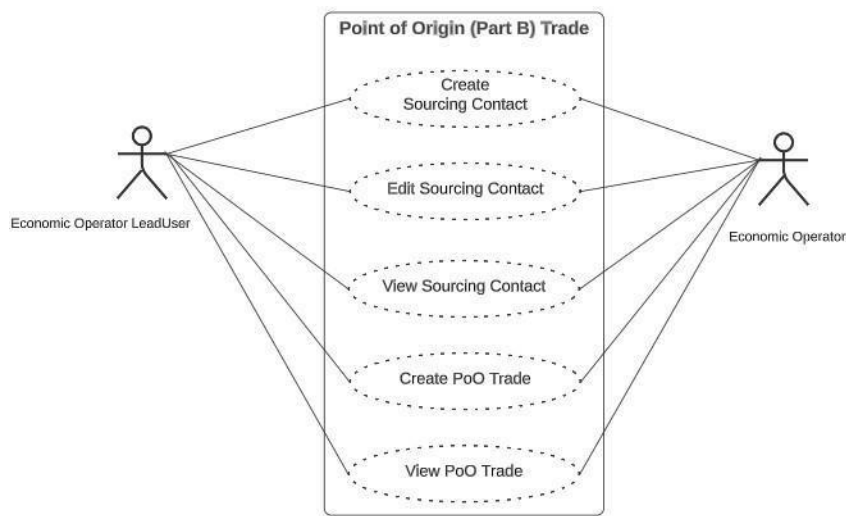 Point of Origin (Part B) Trade
Create
Sourcing Contact
Edit Sourcing Contact
Economic Operator LeadUser
Economic Operator
View Sourcing Contact
Create PoO Trade
View PoO Trade